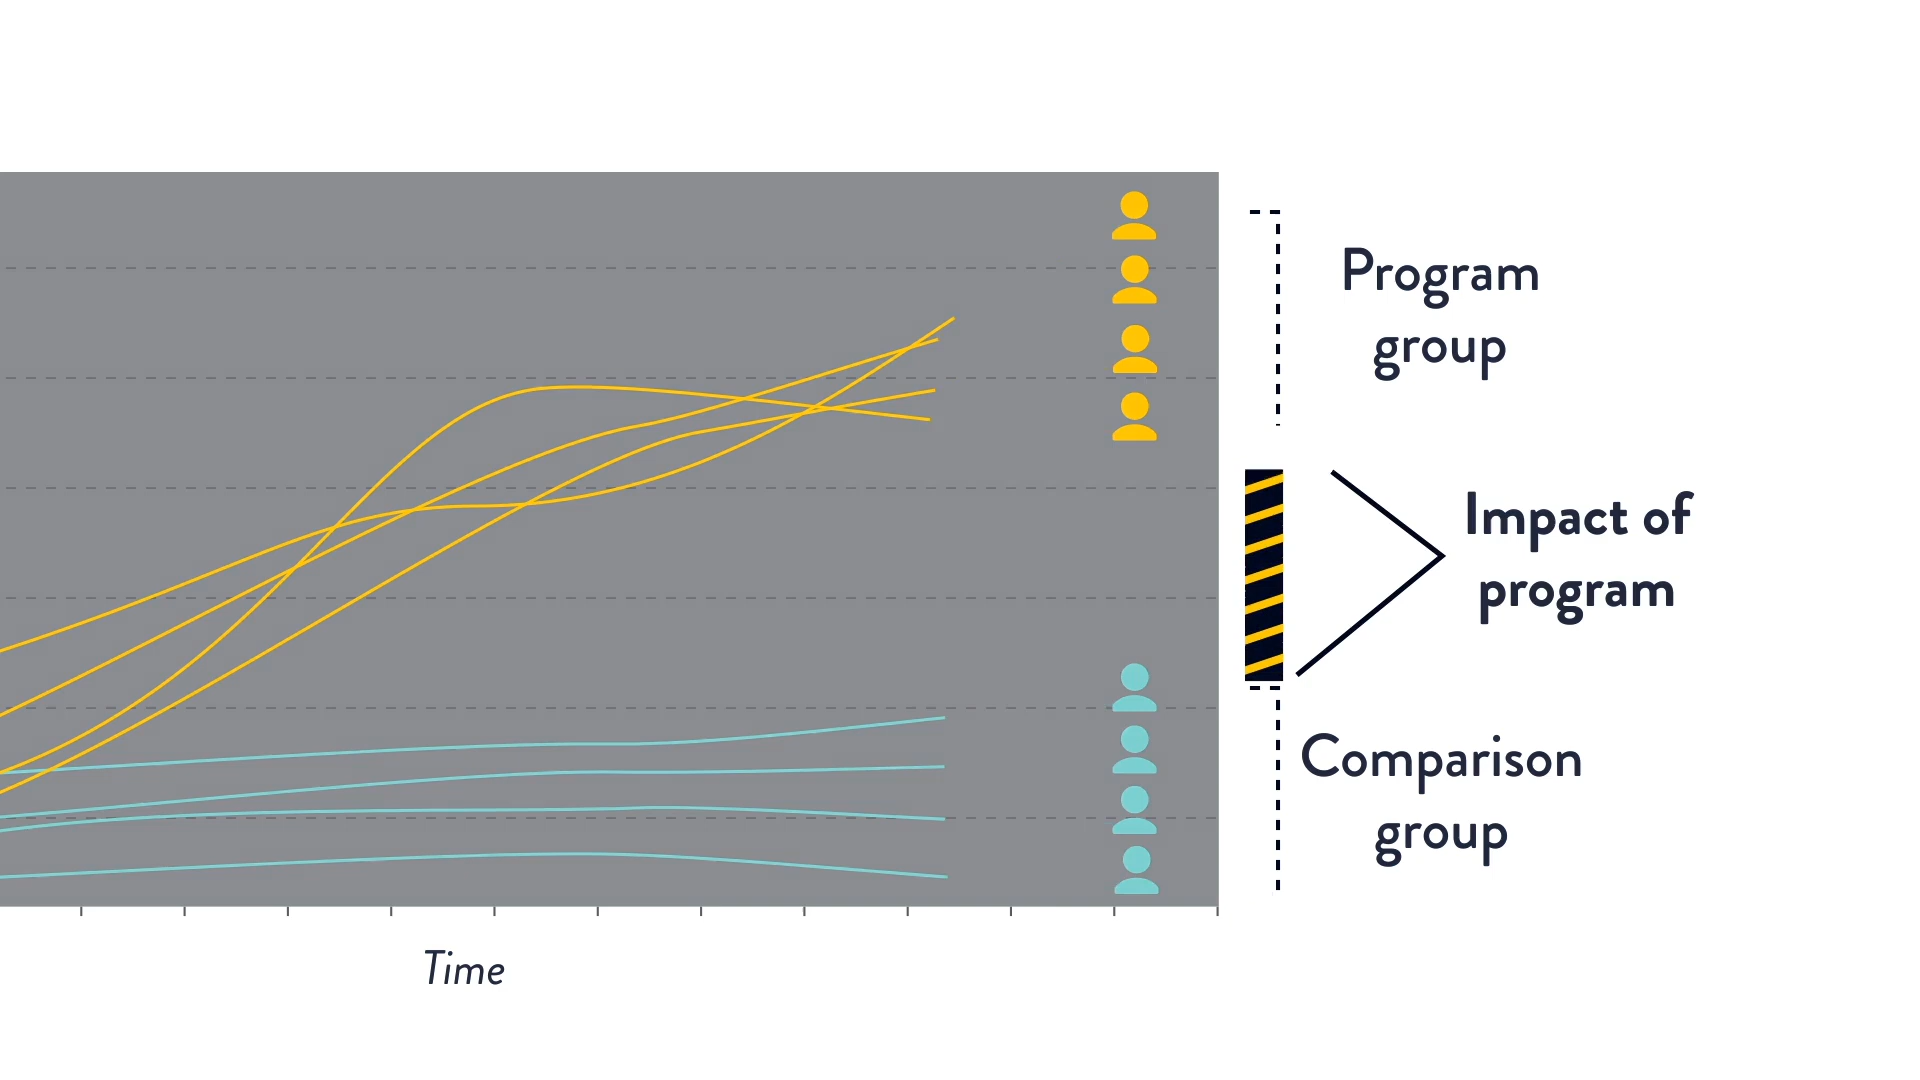 Program
group
Impact of
program
Comparison
group
Time